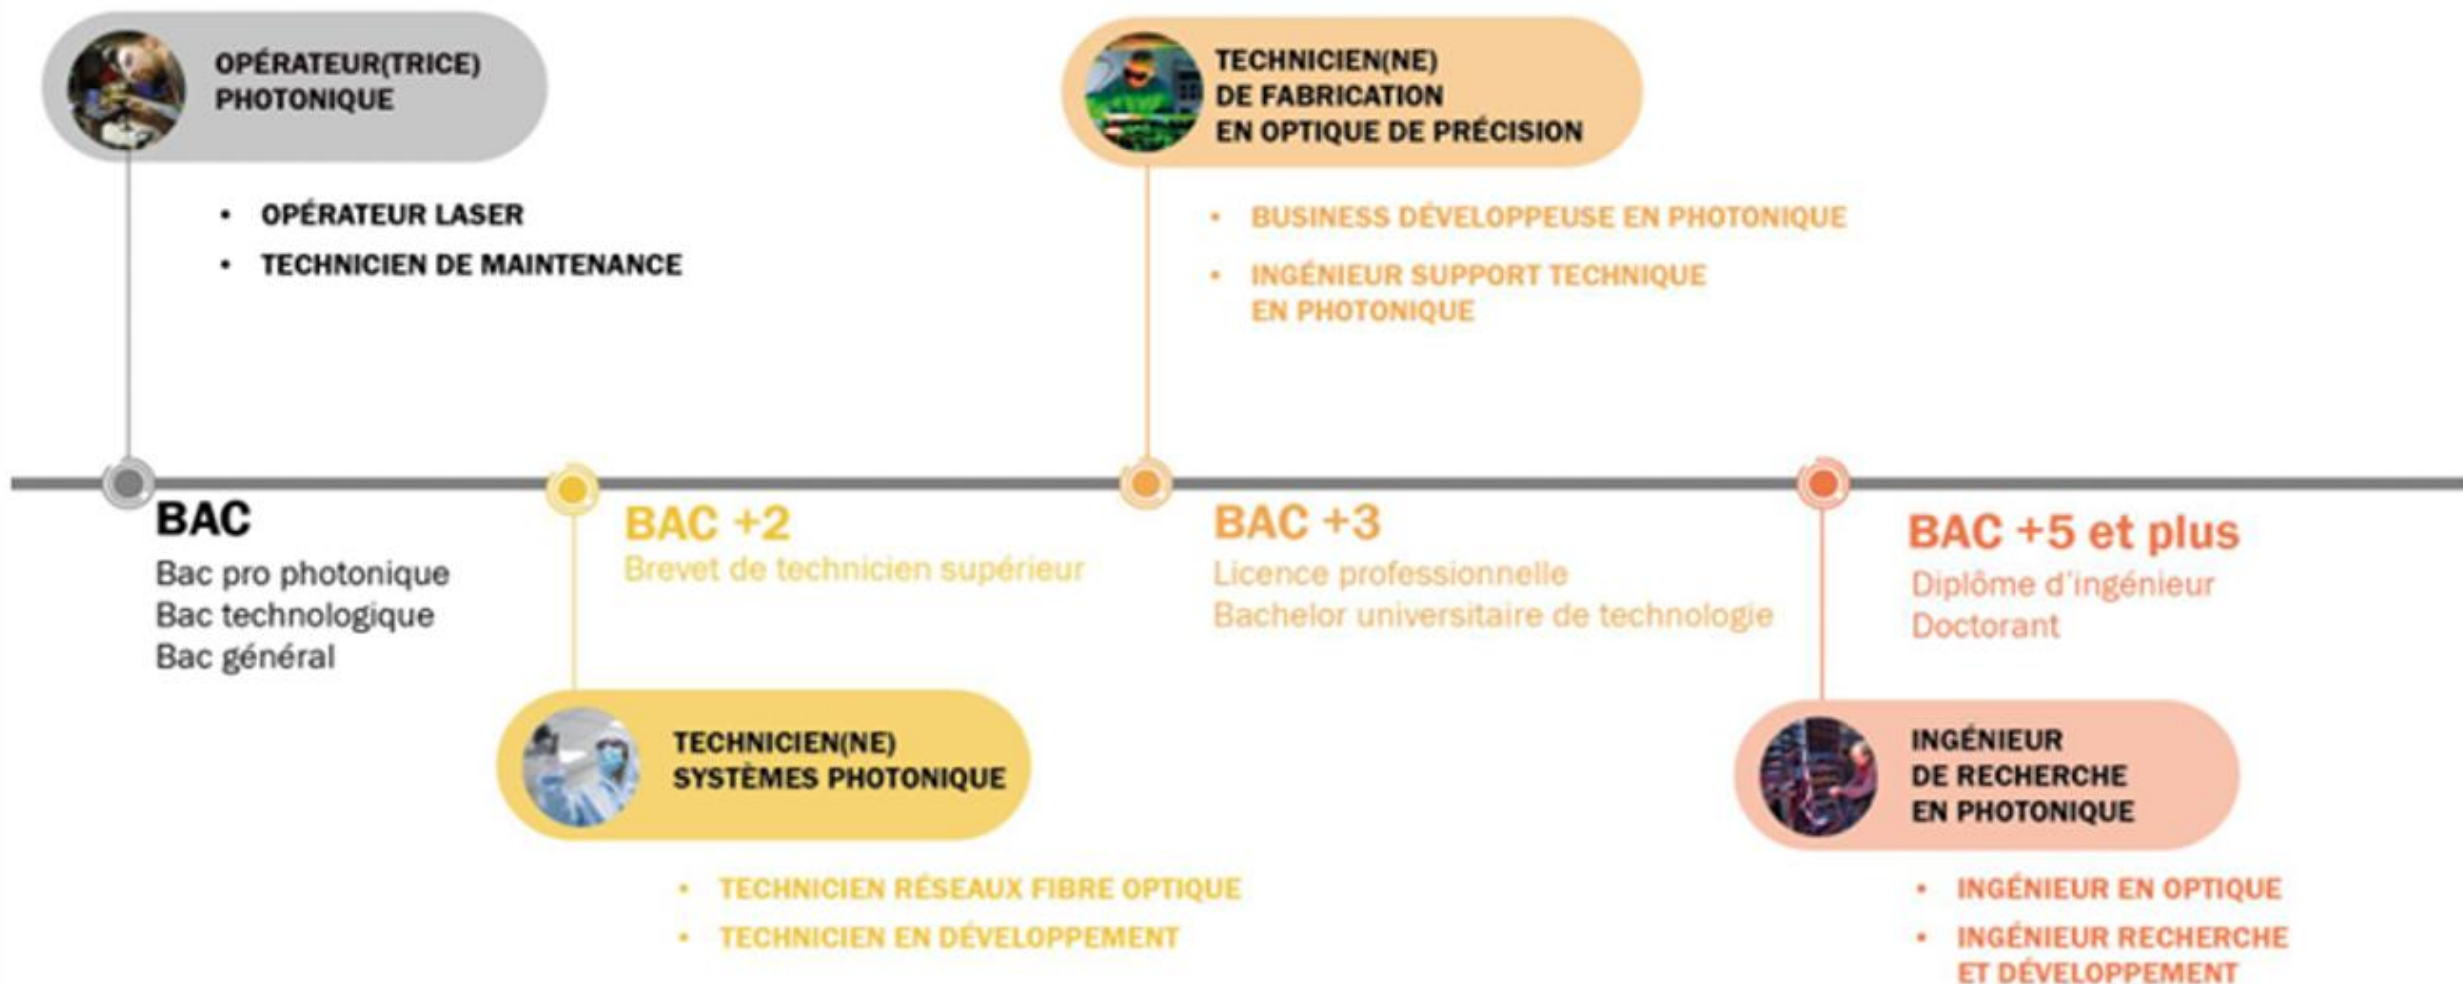 OPÉRATEUR(TRICE)
PHOTONIQUE
• OPÉRATEUR LASER
• TECHNICIEN DE MAINTENANCE
TECHNICIEN(NE)
DE FABRICATION
EN OPTIQUE DE PRÉCISION
• BUSINESS DÉVELOPPEUSE EN PHOTONIQUE
• INGÉNIEUR SUPPORT TECHNIQUE
EN PHOTONIQUE
BAC
Bac pro photonique
Bac technologique
Bac général
BAC +2
Brevet de technicien supérieur
BAC +3
Licence professionnelle
Bachelor universitaire de technologie
BAC +5 et plus
Diplôme d'ingénieur
Doctorant
TECHNICIEN(NE)
SYSTÈMES PHOTONIQUE
• TECHNICIEN RÉSEAUX FIBRE OPTIQUE
• TECHNICIEN EN DÉVELOPPEMENT
INGÉNIEUR
DE RECHERCHE
EN PHOTONIQUE
• INGÉNIEUR EN OPTIQUE
• INGÉNIEUR RECHERCHE
ET DÉVELOPPEMENT